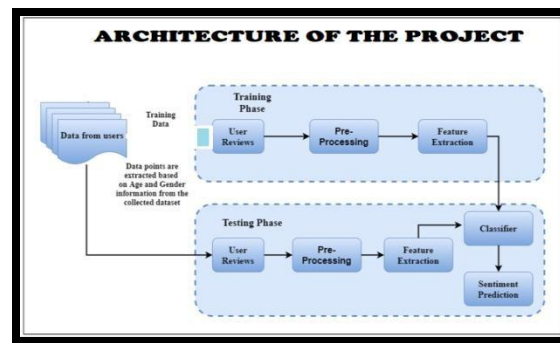 ARCHITECTURE OF THE PROJECT
Data from users
Training
Data
Data points are
extracted based
on Age and Gender
information from the
collected dataset
Training
Phase
User
Reviews
Pre-
Processing
Feature
Extraction
Testing Phase
User
Reviews
Pre-
Processing
Feature
Extraction
Classifier
Sentiment
Prediction